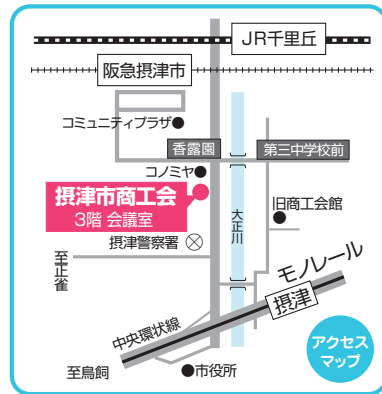 JR千里丘
阪急摂津市
コミュニティプラザ
香露園
第三中学校前
コノミヤ
摂津市商工会
3階 会議室
旧商工会館
大正川
摂津警察署
至正雀
モノレール
摂津
中央環状線
アクセス
マップ
至鳥飼
市役所